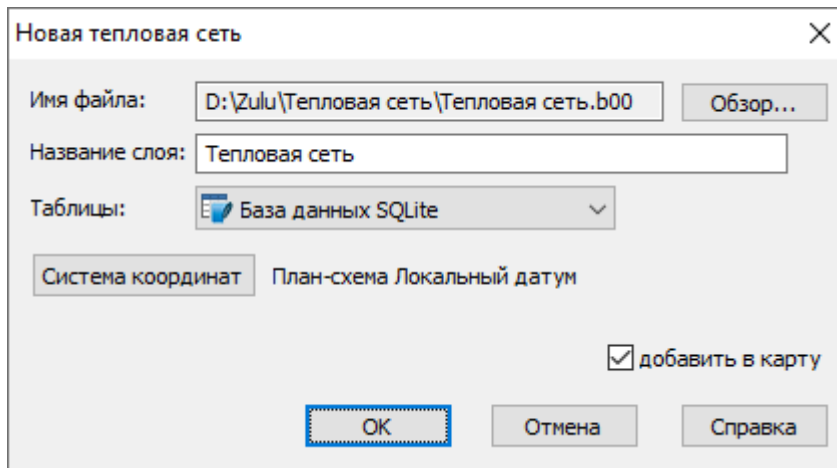 Новая тепловая сеть
Имя файла: D:\Zulu\Тепловая сеть\Тепловая сеть.b00 Обзор...
Название слоя: Тепловая сеть
Таблицы: База данных SQLite
Система координат План-схема Локальный датум
добавить в карту
OK Отмена Справка